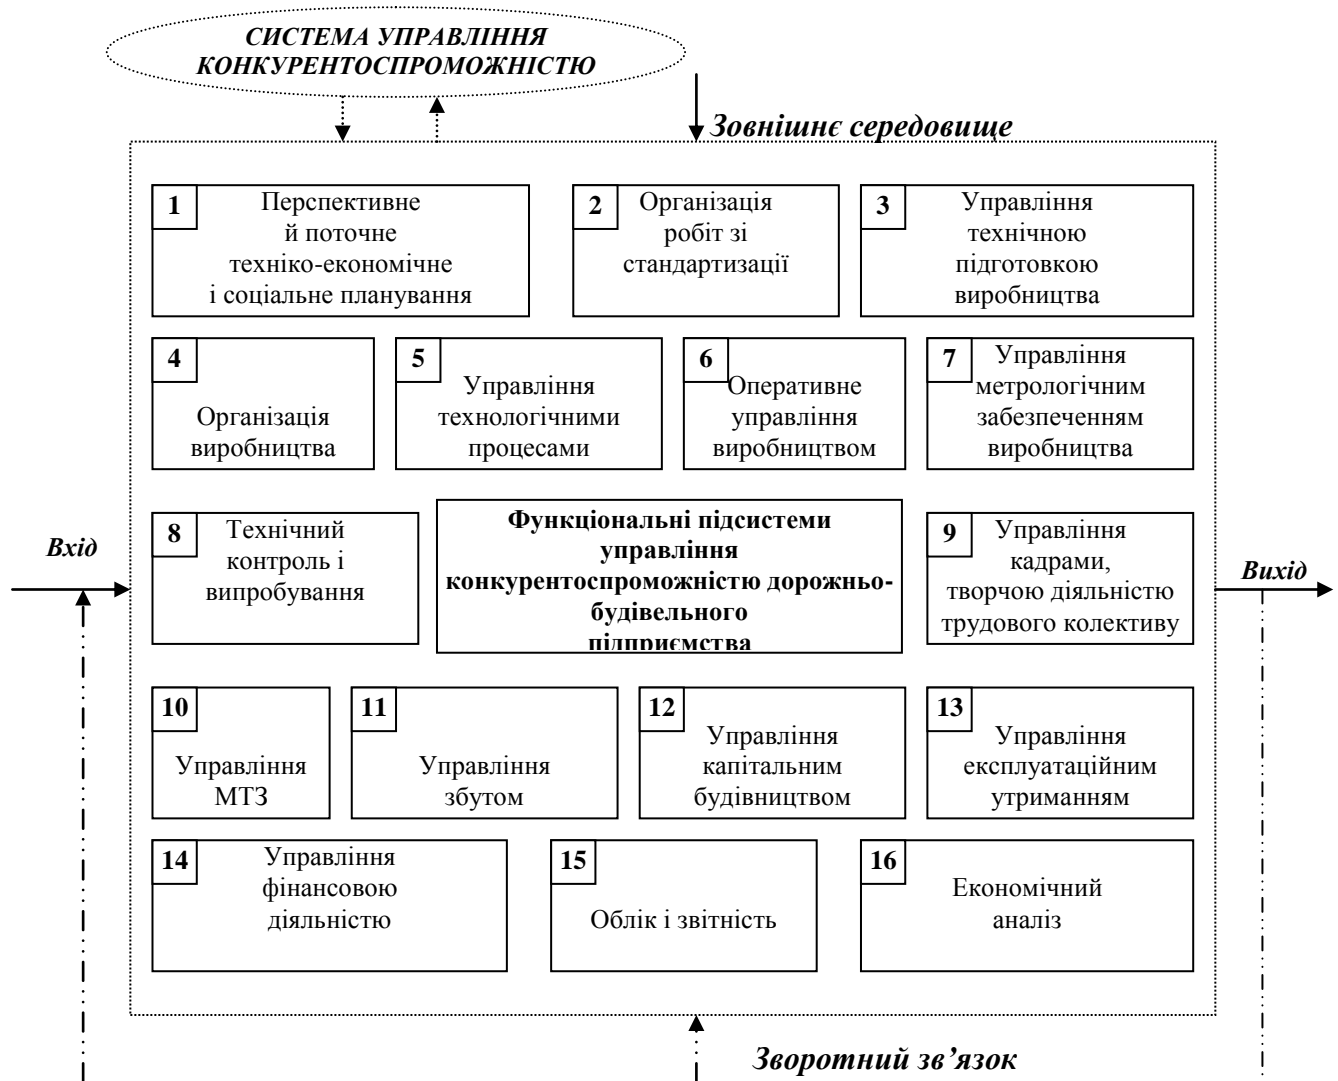 СИСТЕМА УПРАВЛІННЯ
КОНКУРЕНТОСПРОМОЖНІСТЮ
Зовнішнє середовище
1
Перспективне
й поточне
техніко-економічне
і соціальне планування
2
Організація
робіт зі
стандартизації
3
Управління
технічною
підготовкою
виробництва
4
Організація
виробництва
5
Управління
технологічними
процесами
6
Оперативне
управління
виробництвом
7
Управління
метрологічним
забезпеченням
виробництва
Вхід
8
Технічний
контроль і
випробування
Функціональні підсистеми
управління
конкурентоспроможністю дорожньо-
будівельного
підприємства
9
Управління
кадрами,
творчою діяльністю
трудового колективу
Вихід
10
Управління
МТЗ
11
Управління
збутом
12
Управління
капітальним
будівництвом
13
Управління
експлуатаційним
утриманням
14
Управління
фінансовою
діяльністю
15
Облік і звітність
16
Економічний
аналіз
Зворотний зв’язок